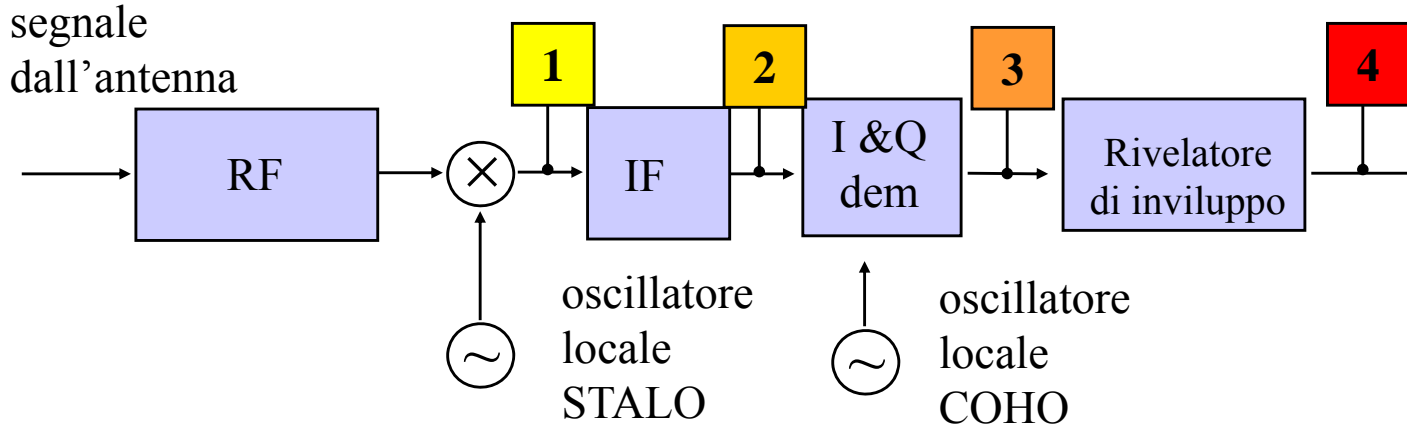 segnale
dall’antenna
1
2
3
4
RF
IF
I &Q
dem
Rivelatore
di inviluppo
oscillatore
locale
STALO
oscillatore
locale
COHO